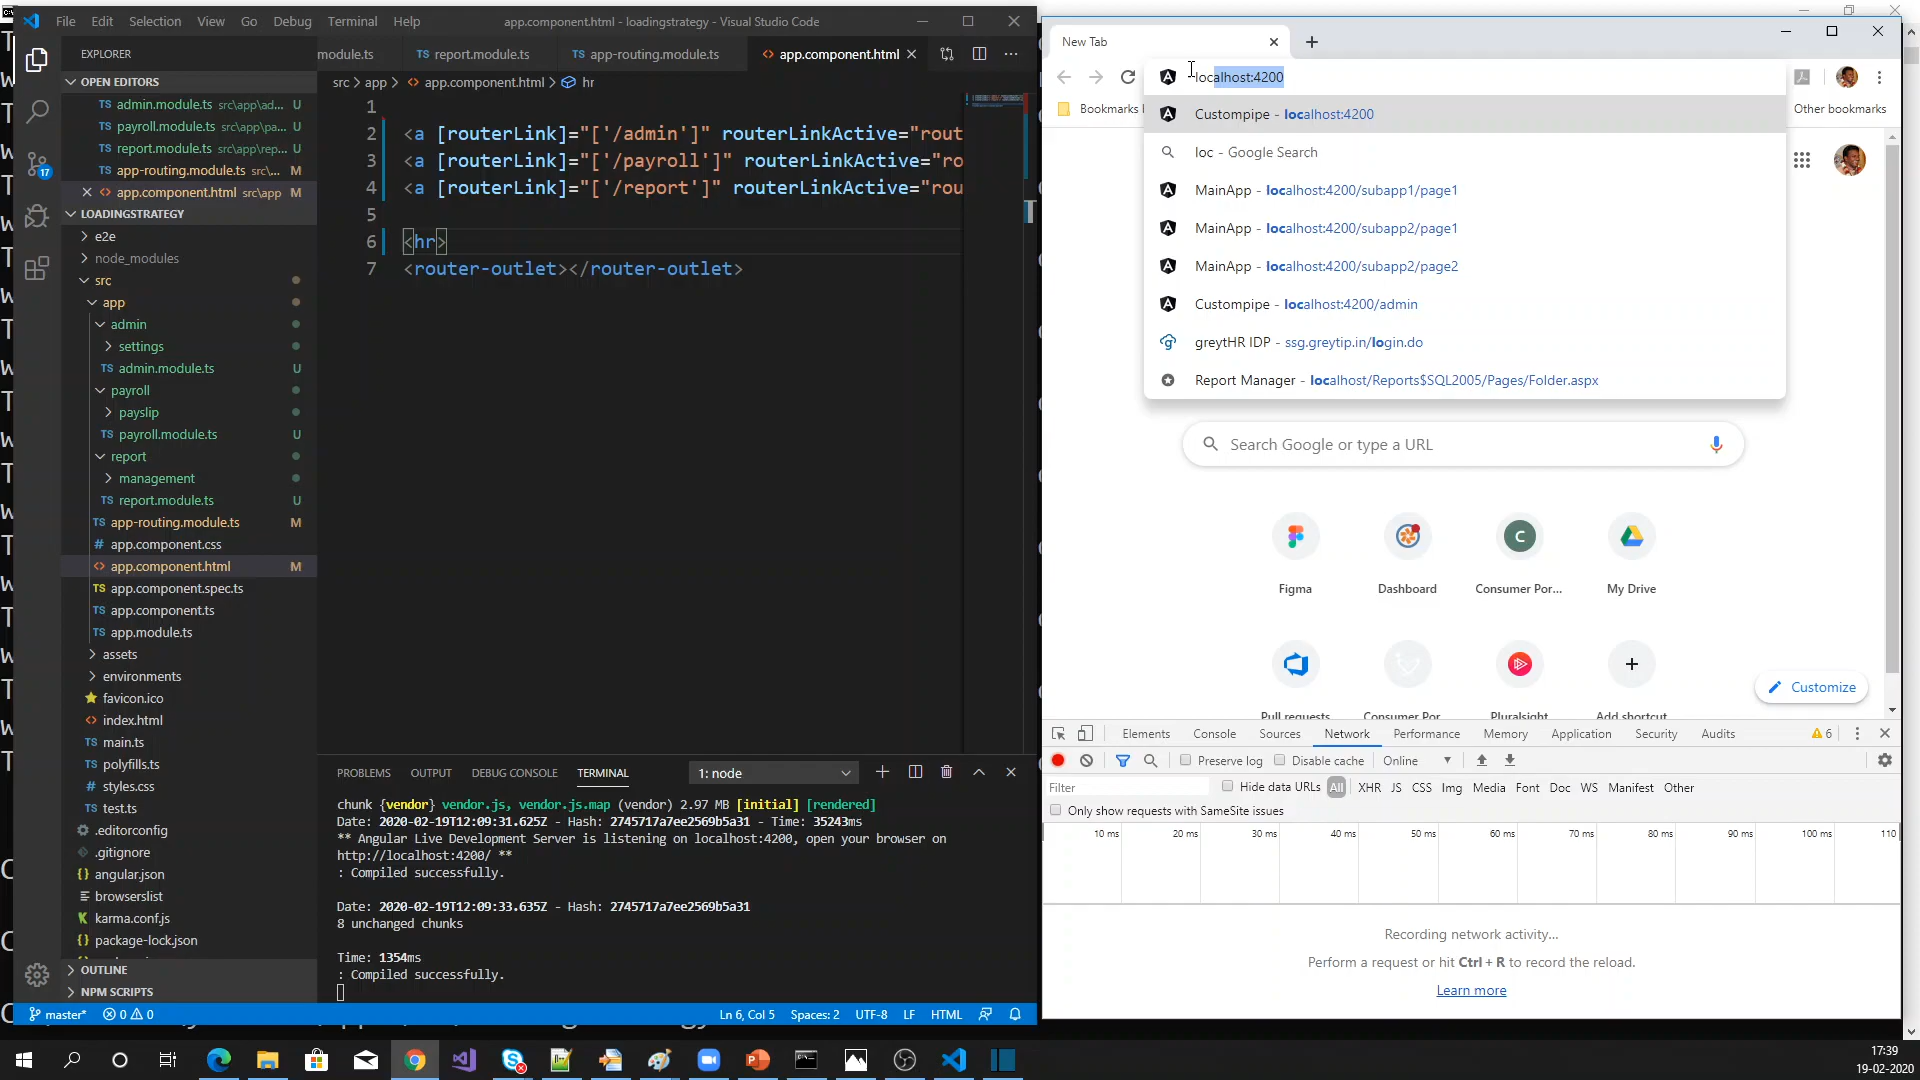 File Edit Selection View Go Debug Terminal Help
app.component.html - loadingstrategy - Visual Studio Code
EXPLORER
OPEN EDITORS
TS admin.module.ts src\app\ad... U
TS payroll.module.ts src\app\pa... U
TS report.module.ts src\app\rep... U
TS app-routing.module.ts src\... M
<> app.component.html src\app M
LOADINGSTRATEGY
e2e
node_modules
src
app
admin
settings
TS admin.module.ts U
payroll
payslip
TS payroll.module.ts U
report
management
TS report.module.ts U
TS app-routing.module.ts M
# app.component.css
<> app.component.html M
TS app.component.spec.ts
TS app.component.ts
TS app.module.ts
assets
environments
favicon.ico
<> index.html
TS main.ts
TS polyfills.ts
# styles.css
TS test.ts
.editorconfig
.gitignore
{} angular.json
browserslist
karma.conf.js
{} package-lock.json
OUTLINE
NPM SCRIPTS
module.ts
TS report.module.ts
TS app-routing.module.ts
<> app.component.html
src > app > <> app.component.html > hr
1
2 <a [routerLink]="['/admin']" routerLinkActive="rout
3 <a [routerLink]="['/payroll']" routerLinkActive="ro
4 <a [routerLink]="['/report']" routerLinkActive="rou
5
6 <hr>
7 <router-outlet></router-outlet>
PROBLEMS OUTPUT DEBUG CONSOLE TERMINAL 1: node
chunk {vendor} vendor.js, vendor.js.map (vendor) 2.97 MB [initial] [rendered]
Date: 2020-02-19T12:09:31.625Z - Hash: 2745717a7ee2569b5a31 - Time: 35243ms
** Angular Live Development Server is listening on localhost:4200, open your browser on
http://localhost:4200/ **
: Compiled successfully.
Date: 2020-02-19T12:09:33.635Z - Hash: 2745717a7ee2569b5a31
8 unchanged chunks
Time: 1354ms
: Compiled successfully.
17
master* 0 0
Ln 6, Col 5 Spaces: 2 UTF-8 LF HTML
New Tab
localhost:4200
Bookmarks
Other bookmarks
Custompipe - localhost:4200
loc - Google Search
MainApp - localhost:4200/subapp1/page1
MainApp - localhost:4200/subapp2/page1
MainApp - localhost:4200/subapp2/page2
Custompipe - localhost:4200/admin
greytHR IDP - ssg.greytip.in/login.do
Report Manager - localhost/Reports$SQL2005/Pages/Folder.aspx
Search Google or type a URL
C
Figma Dashboard Consumer Por... My Drive
Pull requests Consumer Por... Pluralsight Add shortcut
Customize
Elements Console Sources Network Performance Memory Application Security Audits 6
Preserve log Disable cache Online
Filter Hide data URLs All XHR JS CSS Img Media Font Doc WS Manifest Other
Only show requests with SameSite issues
10 ms 20 ms 30 ms 40 ms 50 ms 60 ms 70 ms 80 ms 90 ms 100 ms 110
Recording network activity...
Perform a request or hit Ctrl + R to record the reload.
Learn more
17:39
19-02-2020